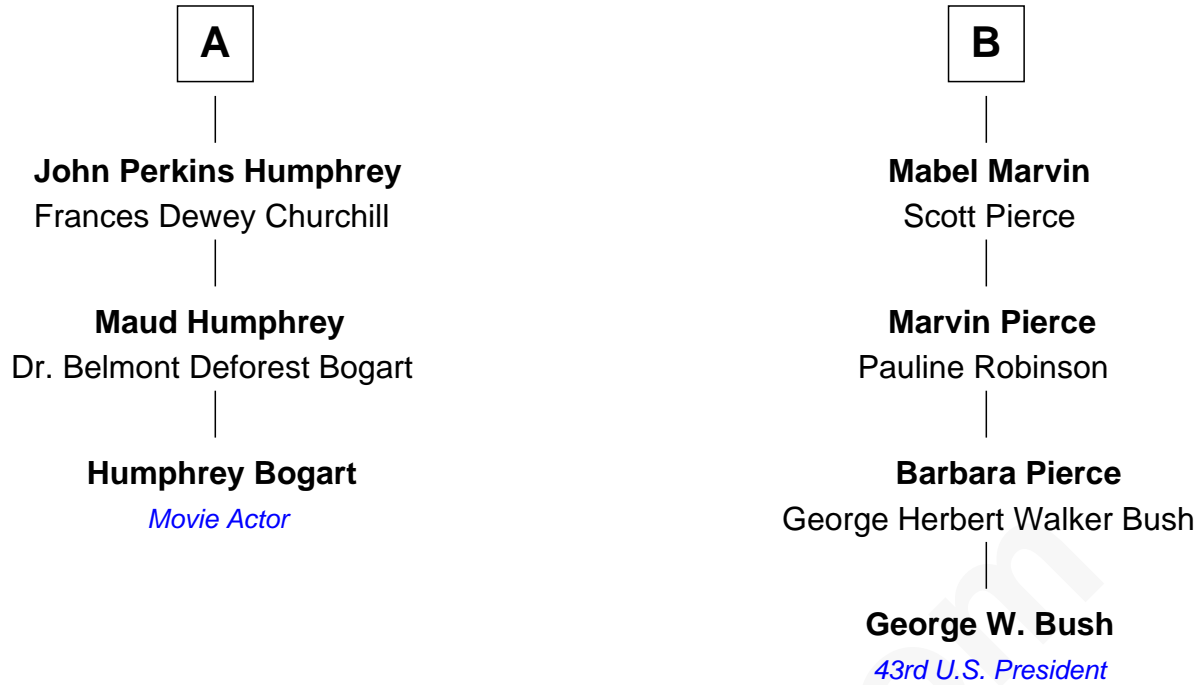 A
John Perkins Humphrey
Frances Dewey Churchill
Maud Humphrey
Dr. Belmont Deforest Bogart
Humphrey Bogart
Movie Actor
B
Mabel Marvin
Scott Pierce
Marvin Pierce
Pauline Robinson
Barbara Pierce
George Herbert Walker Bush
George W. Bush
43rd U.S. President